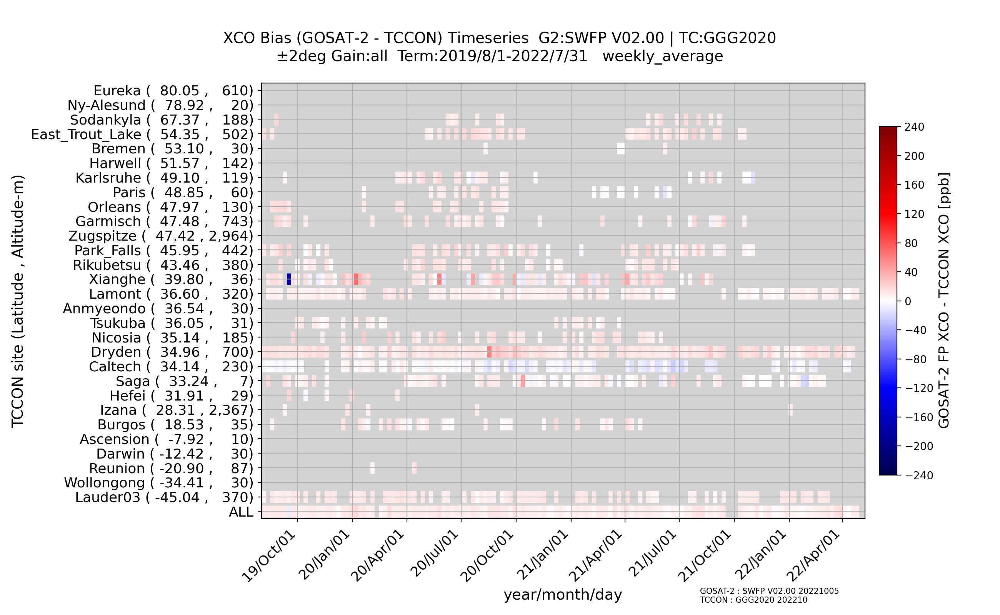 XCO Bias (GOSAT-2 - TCCON) Timeseries  G2:SWFP V02.00 | TC:GGG2020
±2deg Gain:all  Term:2019/8/1-2022/7/31   weekly_average
TCCON site (Latitude , Altitude-m)
Eureka (  80.05 ,   610)
Ny-Alesund (  78.92 ,    20)
Sodankyla (  67.37 ,   188)
East_Trout_Lake (  54.35 ,   502)
Bremen (  53.10 ,    30)
Harwell (  51.57 ,   142)
Karlsruhe (  49.10 ,   119)
Paris (  48.85 ,    60)
Orleans (  47.97 ,   130)
Garmisch (  47.48 ,   743)
Zugspitze (  47.42 , 2,964)
Park_Falls (  45.95 ,   442)
Rikubetsu (  43.46 ,   380)
Xianghe (  39.80 ,    36)
Lamont (  36.60 ,   320)
Anmyeondo (  36.54 ,    30)
Tsukuba (  36.05 ,    31)
Nicosia (  35.14 ,   185)
Dryden (  34.96 ,   700)
Caltech (  34.14 ,   230)
Saga (  33.24 ,     7)
Hefei (  31.91 ,    29)
Izana (  28.31 , 2,367)
Burgos (  18.53 ,    35)
Ascension (  -7.92 ,    10)
Darwin ( -12.42 ,    30)
Reunion ( -20.90 ,    87)
Wollongong ( -34.41 ,    30)
Lauder03 ( -45.04 ,   370)
ALL
19/Oct/01
20/Jan/01
20/Apr/01
20/Jul/01
20/Oct/01
21/Jan/01
21/Apr/01
21/Jul/01
21/Oct/01
22/Jan/01
22/Apr/01
year/month/day
240
200
160
120
80
40
0
−40
−80
−120
−160
−200
−240
GOSAT-2 FP XCO - TCCON XCO [ppb]
GOSAT-2 : SWFP V02.00 20221005
TCCON : GGG2020 202210